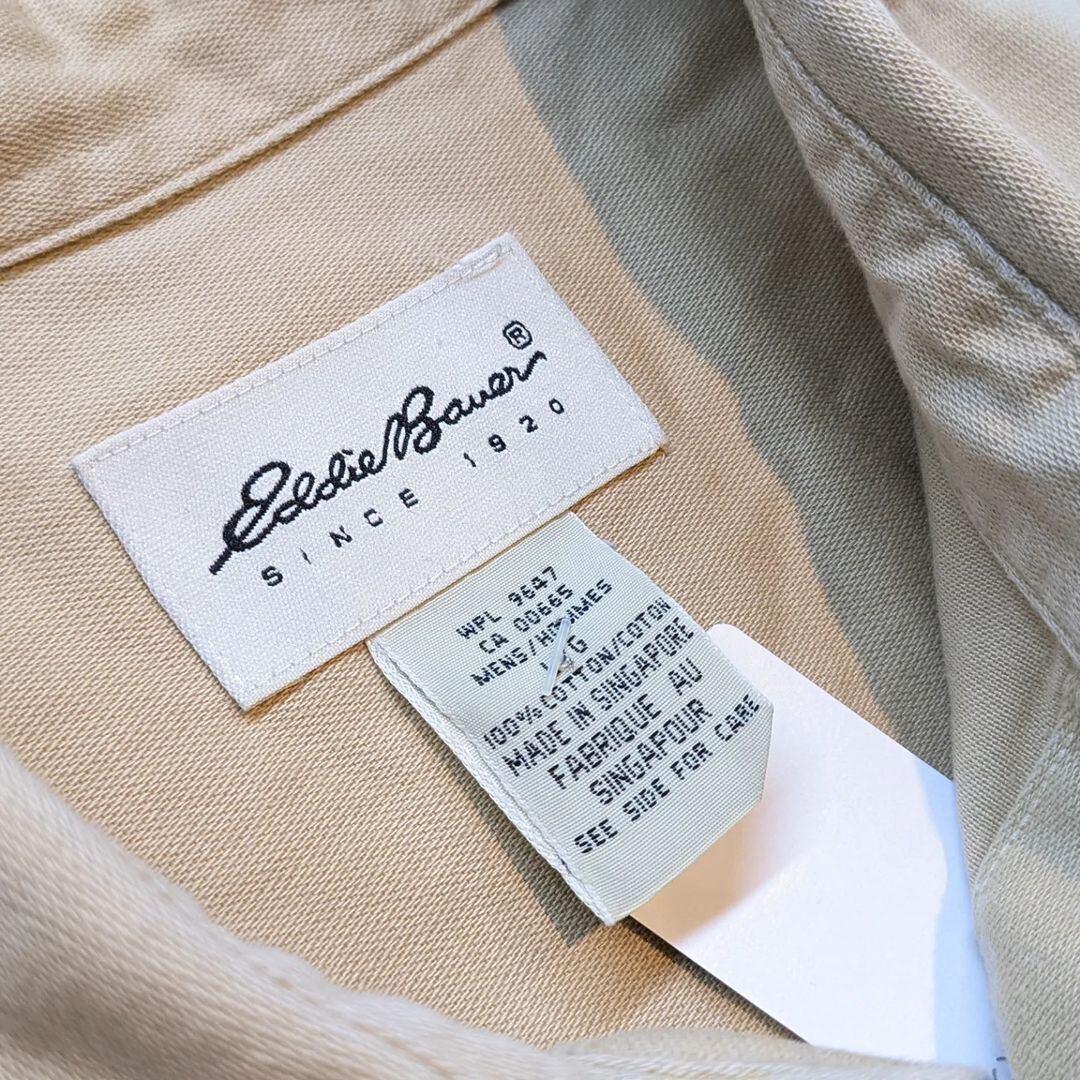 Eddie Bauer®
SINCE 1920
WPL 9647
CA 00665
MENS/HOMMES
100% COTTON/COTON
MADE IN SINGAPORE
FABRIQUE AU
SINGAPOUR
SEE SIDE FOR CARE